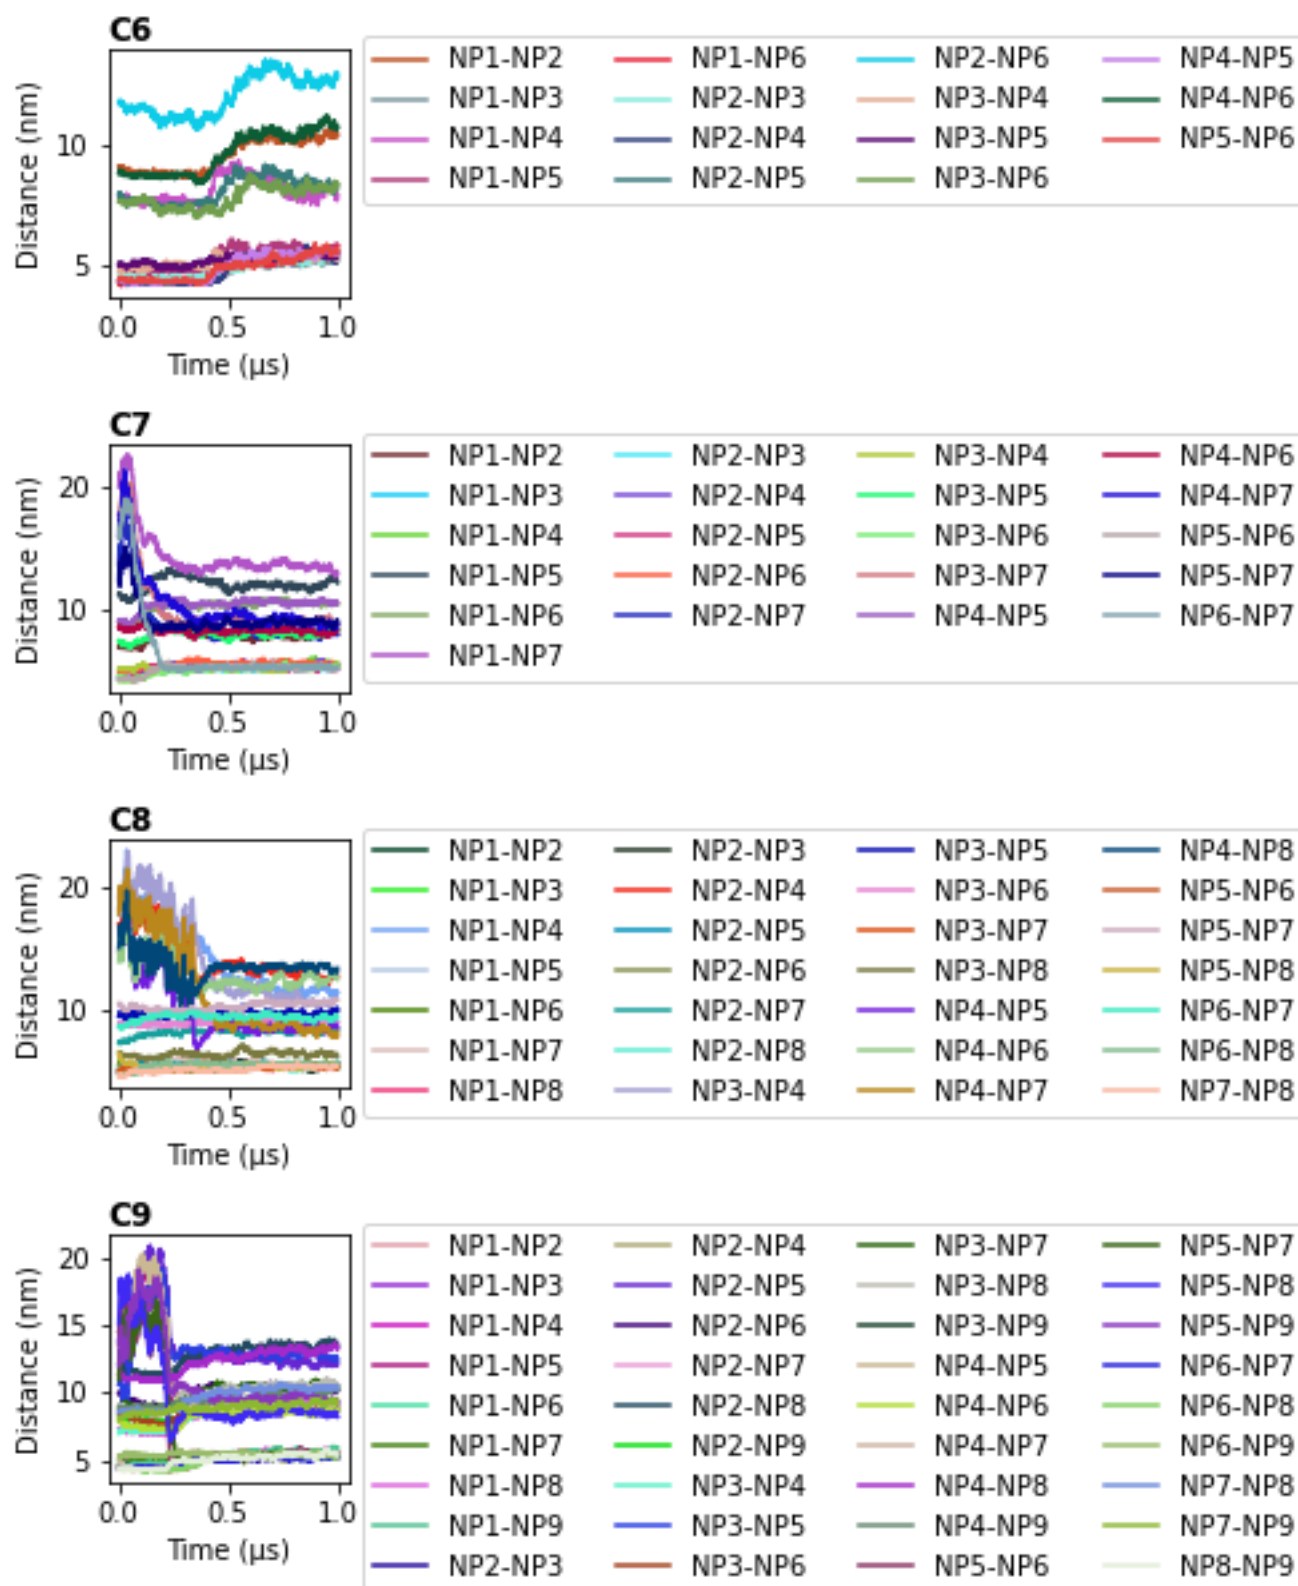 C6
Distance (nm)
10
5
0.0 0.5 1.0
Time (µs)
NP1-NP2 NP1-NP6 NP2-NP6 NP4-NP5
NP1-NP3 NP2-NP3 NP3-NP4 NP4-NP6
NP1-NP4 NP2-NP4 NP3-NP5 NP5-NP6
NP1-NP5 NP2-NP5 NP3-NP6
C7
Distance (nm)
20
10
0.0 0.5 1.0
Time (µs)
NP1-NP2 NP2-NP3 NP3-NP4 NP4-NP6
NP1-NP3 NP2-NP4 NP3-NP5 NP4-NP7
NP1-NP4 NP2-NP5 NP3-NP6 NP5-NP6
NP1-NP5 NP2-NP6 NP3-NP7 NP5-NP7
NP1-NP6 NP2-NP7 NP4-NP5 NP6-NP7
NP1-NP7
C8
Distance (nm)
20
10
0.0 0.5 1.0
Time (µs)
NP1-NP2 NP2-NP3 NP3-NP5 NP4-NP8
NP1-NP3 NP2-NP4 NP3-NP6 NP5-NP6
NP1-NP4 NP2-NP5 NP3-NP7 NP5-NP7
NP1-NP5 NP2-NP6 NP3-NP8 NP5-NP8
NP1-NP6 NP2-NP7 NP4-NP5 NP6-NP7
NP1-NP7 NP2-NP8 NP4-NP6 NP6-NP8
NP1-NP8 NP3-NP4 NP4-NP7 NP7-NP8
C9
Distance (nm)
20
15
10
5
0.0 0.5 1.0
Time (µs)
NP1-NP2 NP2-NP4 NP3-NP7 NP5-NP7
NP1-NP3 NP2-NP5 NP3-NP8 NP5-NP8
NP1-NP4 NP2-NP6 NP3-NP9 NP5-NP9
NP1-NP5 NP2-NP7 NP4-NP5 NP6-NP7
NP1-NP6 NP2-NP8 NP4-NP6 NP6-NP8
NP1-NP7 NP2-NP9 NP4-NP7 NP6-NP9
NP1-NP8 NP3-NP4 NP4-NP8 NP7-NP8
NP1-NP9 NP3-NP5 NP4-NP9 NP7-NP9
NP2-NP3 NP3-NP6 NP5-NP6 NP8-NP9